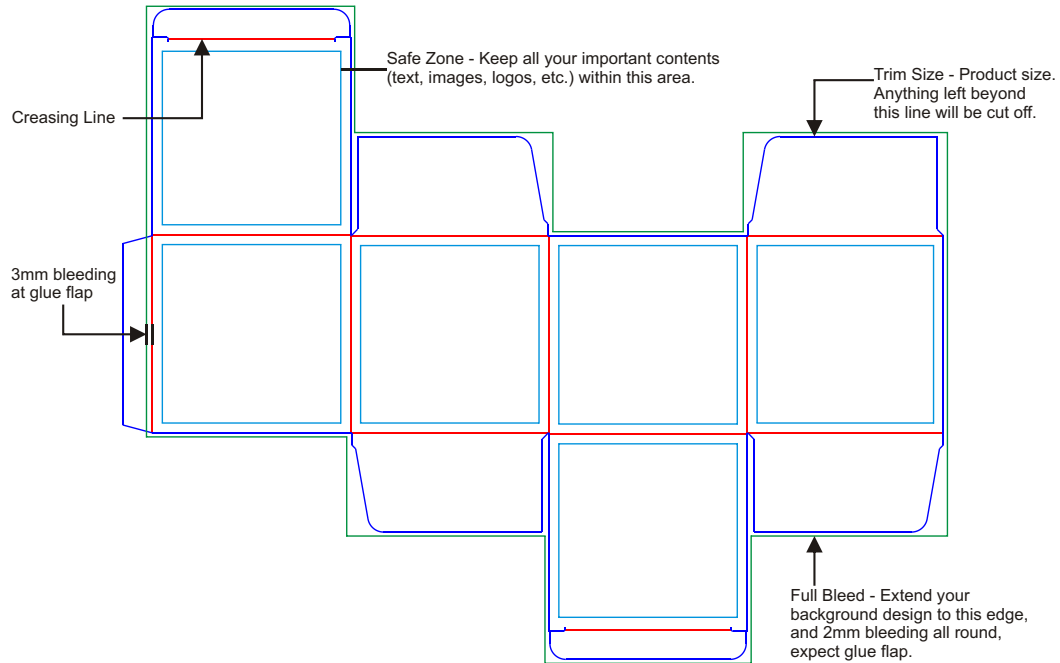 Safe Zone - Keep all your important contents
(text, images, logos, etc.) within this area.
Trim Size - Product size.
Anything left beyond
this line will be cut off.
Creasing Line
3mm bleeding
at glue flap
Full Bleed - Extend your
background design to this edge,
and 2mm bleeding all round,
expect glue flap.